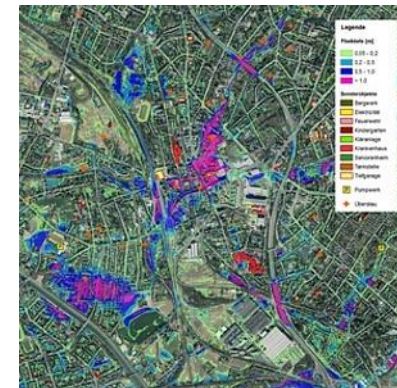 Legende
Fließtiefe [m]
0,05 - 0,2
0,2 - 0,5
0,5 - 1,0
> 1,0
Sonderobjekte
Bergwerk
Elektrizität
Feuerwehr
Kindergarten
Kläranlage
Krankenhaus
Seniorenheim
Tankstelle
Tiefgarage
Pumpwerk
Überstau